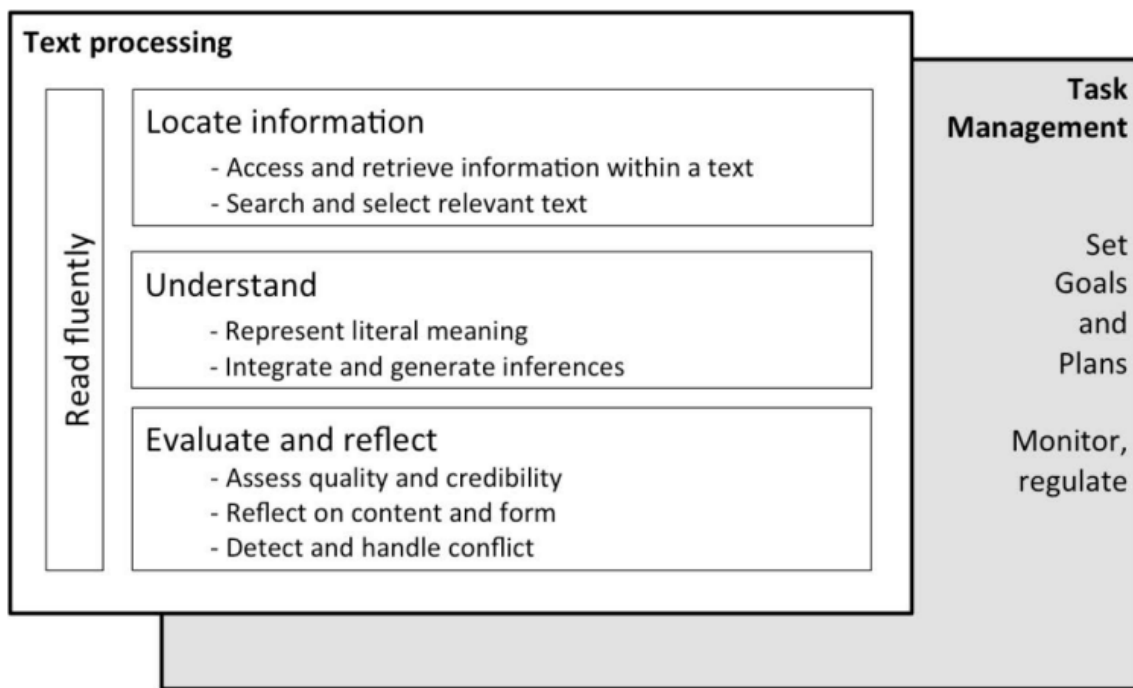 Text processing
Read fluently
Locate information
- Access and retrieve information within a text
- Search and select relevant text
Understand
- Represent literal meaning
- Integrate and generate inferences
Evaluate and reflect
- Assess quality and credibility
- Reflect on content and form
- Detect and handle conflict
Task
Management
Set
Goals
and
Plans
Monitor,
regulate